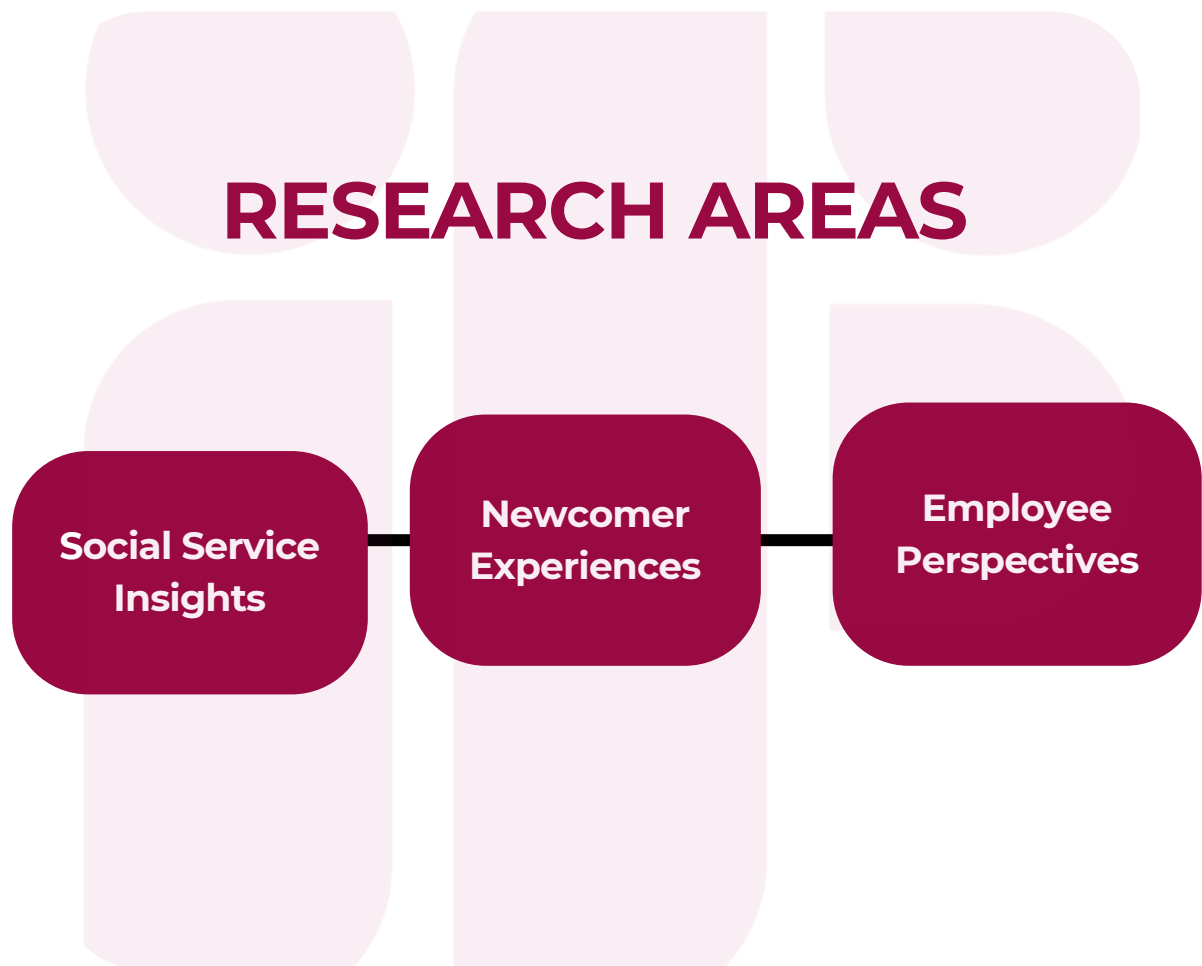 RESEARCH AREAS
Social Service
Insights
Newcomer
Experiences
Employee
Perspectives